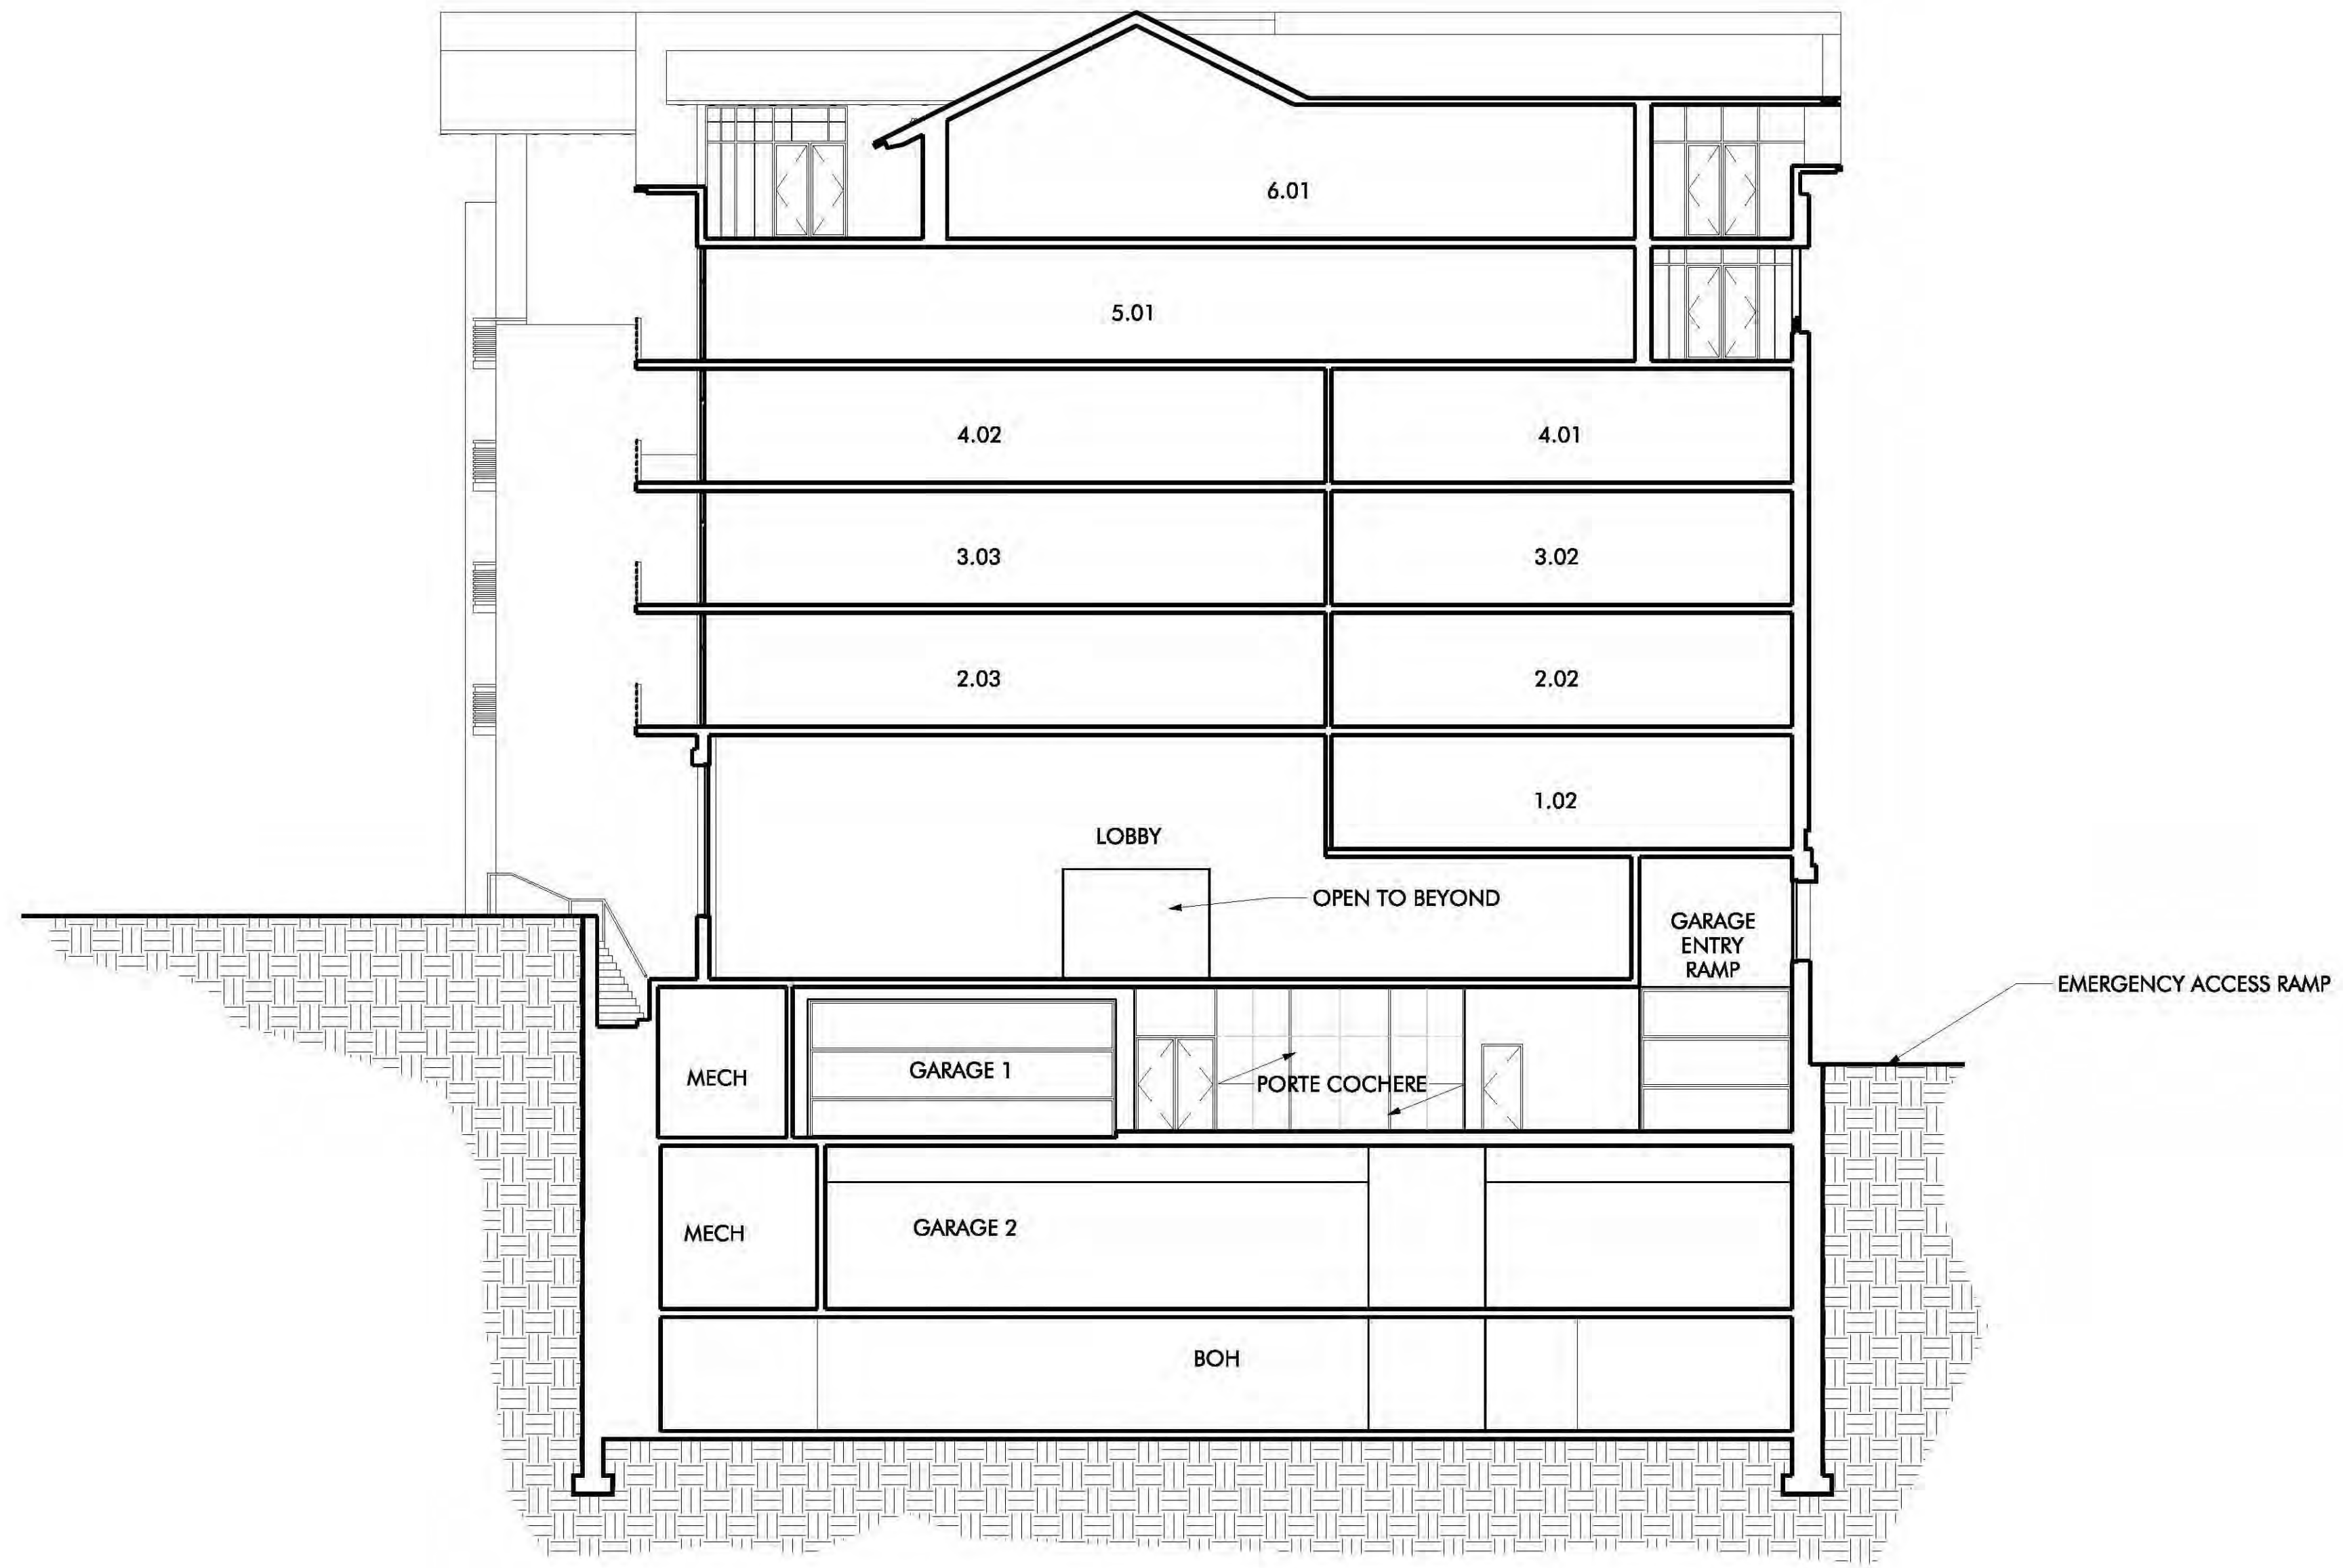 6.01
5.01
4.02
4.01
3.03
3.02
2.03
2.02
1.02
LOBBY
OPEN TO BEYOND
GARAGE
ENTRY
RAMP
EMERGENCY ACCESS RAMP
MECH
GARAGE 1
PORTE COCHERE
MECH
GARAGE 2
BOH